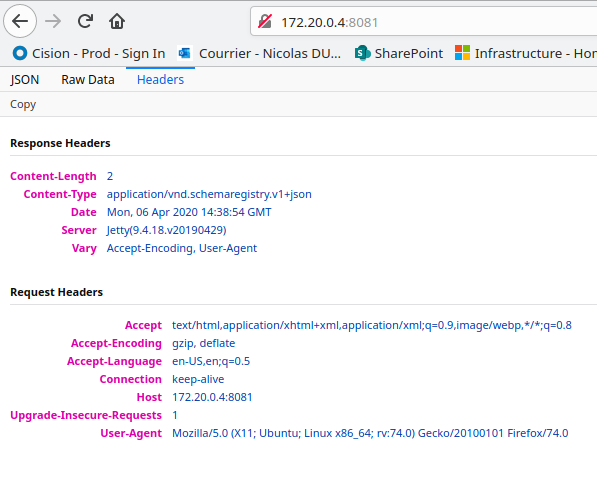 172.20.0.4:8081
Cision - Prod - Sign In Courrier - Nicolas DU... SharePoint Infrastructure - Hor
JSON Raw Data Headers
Copy
Response Headers
Content-Length 2
Content-Type application/vnd.schemaregistry.v1+json
Date Mon, 06 Apr 2020 14:38:54 GMT
Server Jetty(9.4.18.v20190429)
Vary Accept-Encoding, User-Agent
Request Headers
Accept text/html,application/xhtml+xml,application/xml;q=0.9,image/webp,*/*;q=0.8
Accept-Encoding gzip, deflate
Accept-Language en-US,en;q=0.5
Connection keep-alive
Host 172.20.0.4:8081
Upgrade-Insecure-Requests 1
User-Agent Mozilla/5.0 (X11; Ubuntu; Linux x86_64; rv:74.0) Gecko/20100101 Firefox/74.0